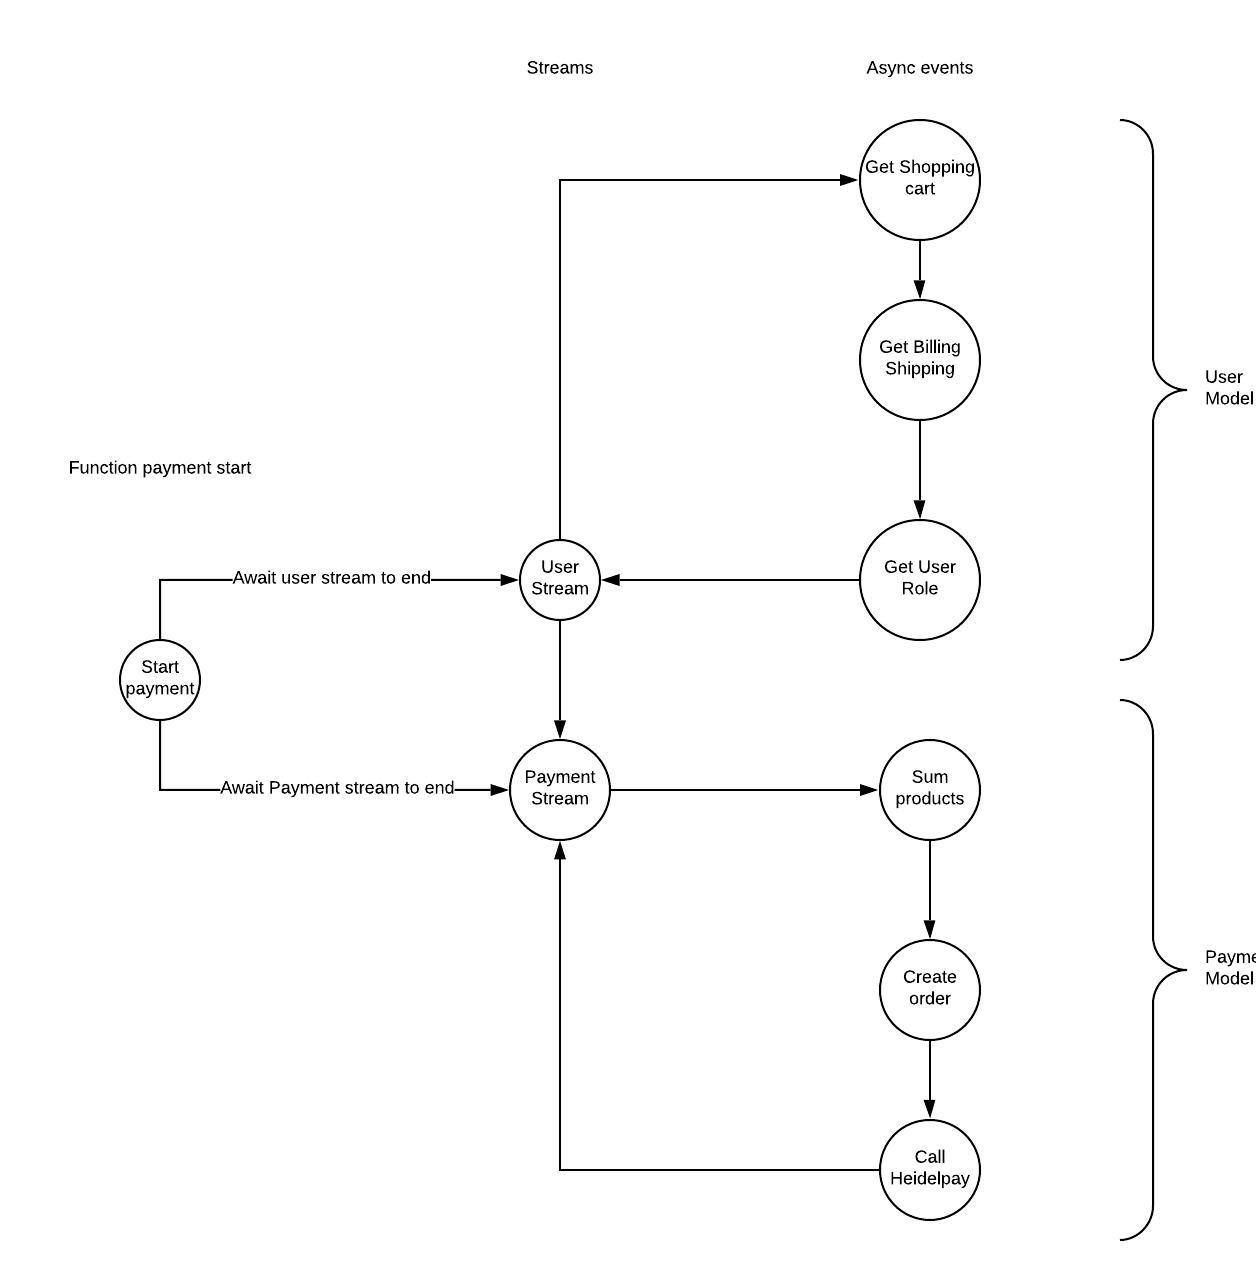 Streams
Async events
Get Shopping
cart
Get Billing
Shipping
User
Model
Function payment start
Await user stream to end
User
Stream
Get User
Role
Start
payment
Await Payment stream to end
Payment
Stream
Sum
products
Create
order
Model
Call
Heidelpay